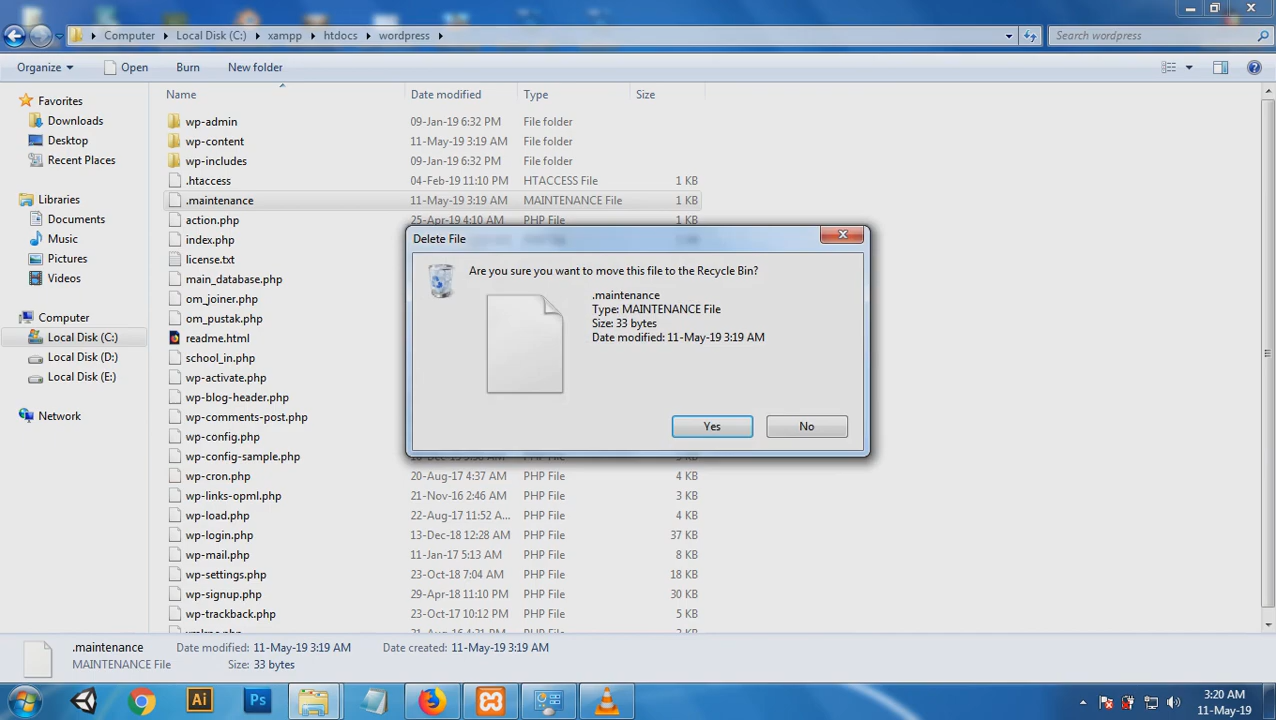 Computer Local Disk (C:) xampp htdocs wordpress Search wordpress
Organize Open Burn New folder
Name Date modified Type Size
Favorites
Downloads
Desktop
Recent Places
Libraries
Documents
Music
Pictures
Videos
Computer
Local Disk (C:)
Local Disk (D:)
Local Disk (E:)
Network
wp-admin 09-Jan-19 6:32 PM File folder
wp-content 11-May-19 3:19 AM File folder
wp-includes 09-Jan-19 6:32 PM File folder
.htaccess 04-Feb-19 11:10 PM HTACCESS File 1 KB
.maintenance 11-May-19 3:19 AM MAINTENANCE File 1 KB
action.php 25-Apr-19 4:10 AM PHP File 1 KB
index.php
license.txt
main_database.php
om_joiner.php
om_pustak.php
readme.html
school_in.php
wp-activate.php
wp-blog-header.php
wp-comments-post.php
wp-config.php
wp-config-sample.php PHP File
wp-cron.php 20-Aug-17 4:37 AM PHP File 4 KB
wp-links-opml.php 21-Nov-16 2:46 AM PHP File 3 KB
wp-load.php 22-Aug-17 11:52 A... PHP File 4 KB
wp-login.php 13-Dec-18 12:28 AM PHP File 37 KB
wp-mail.php 11-Jan-17 5:13 AM PHP File 8 KB
wp-settings.php 23-Oct-18 7:04 AM PHP File 18 KB
wp-signup.php 29-Apr-18 11:10 PM PHP File 30 KB
wp-trackback.php 23-Oct-17 10:12 PM PHP File 5 KB
Delete File
Are you sure you want to move this file to the Recycle Bin?
.maintenance
Type: MAINTENANCE File
Size: 33 bytes
Date modified: 11-May-19 3:19 AM
Yes No
.maintenance Date modified: 11-May-19 3:19 AM Date created: 11-May-19 3:19 AM
MAINTENANCE File Size: 33 bytes
Ai Ps
3:20 AM
11-May-19